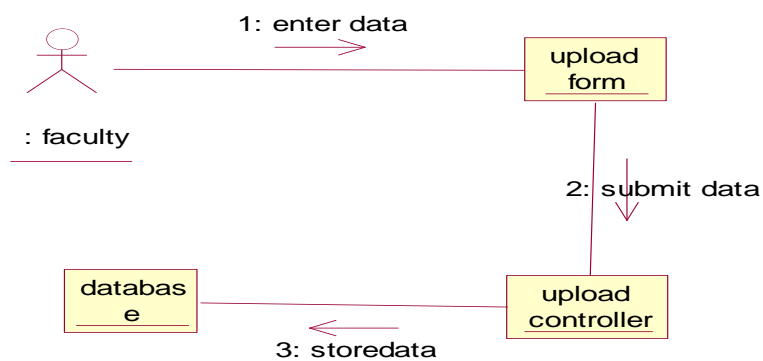 1: enter data
upload
form
: faculty
2: submit data
databas
e
upload
controller
3: storedata